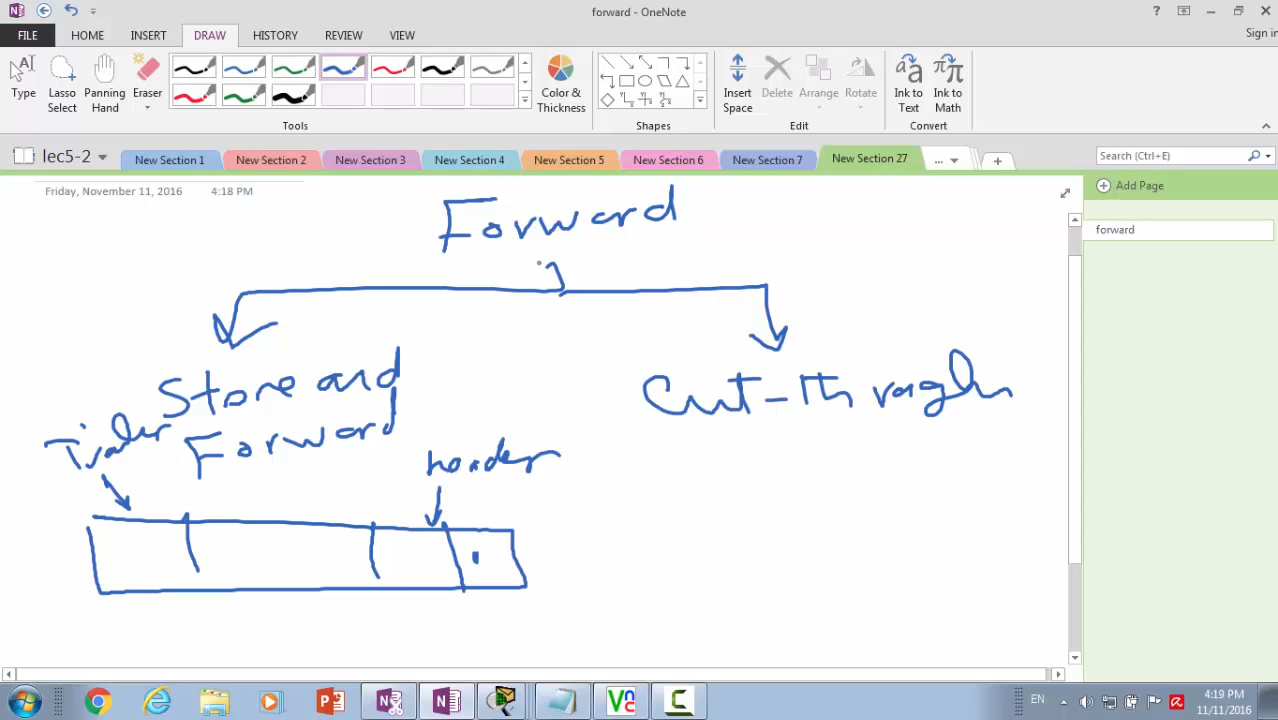 forward - OneNote
Sign in
FILE HOME INSERT DRAW HISTORY REVIEW VIEW
Type
Lasso Select
Panning Hand
Eraser
Color & Thickness
Insert Space
Delete
Arrange
Rotate
Ink to Text
Ink to Math
Tools
Shapes
Edit
Convert
lec5-2
New Section 1
New Section 2
New Section 3
New Section 4
New Section 5
New Section 6
New Section 7
New Section 27
...
Search (Ctrl+E)
Add Page
forward
Friday, November 11, 2016 4:18 PM
Forward
Store and
Forward
Cut-Through
header
EN
4:19 PM
11/11/2016